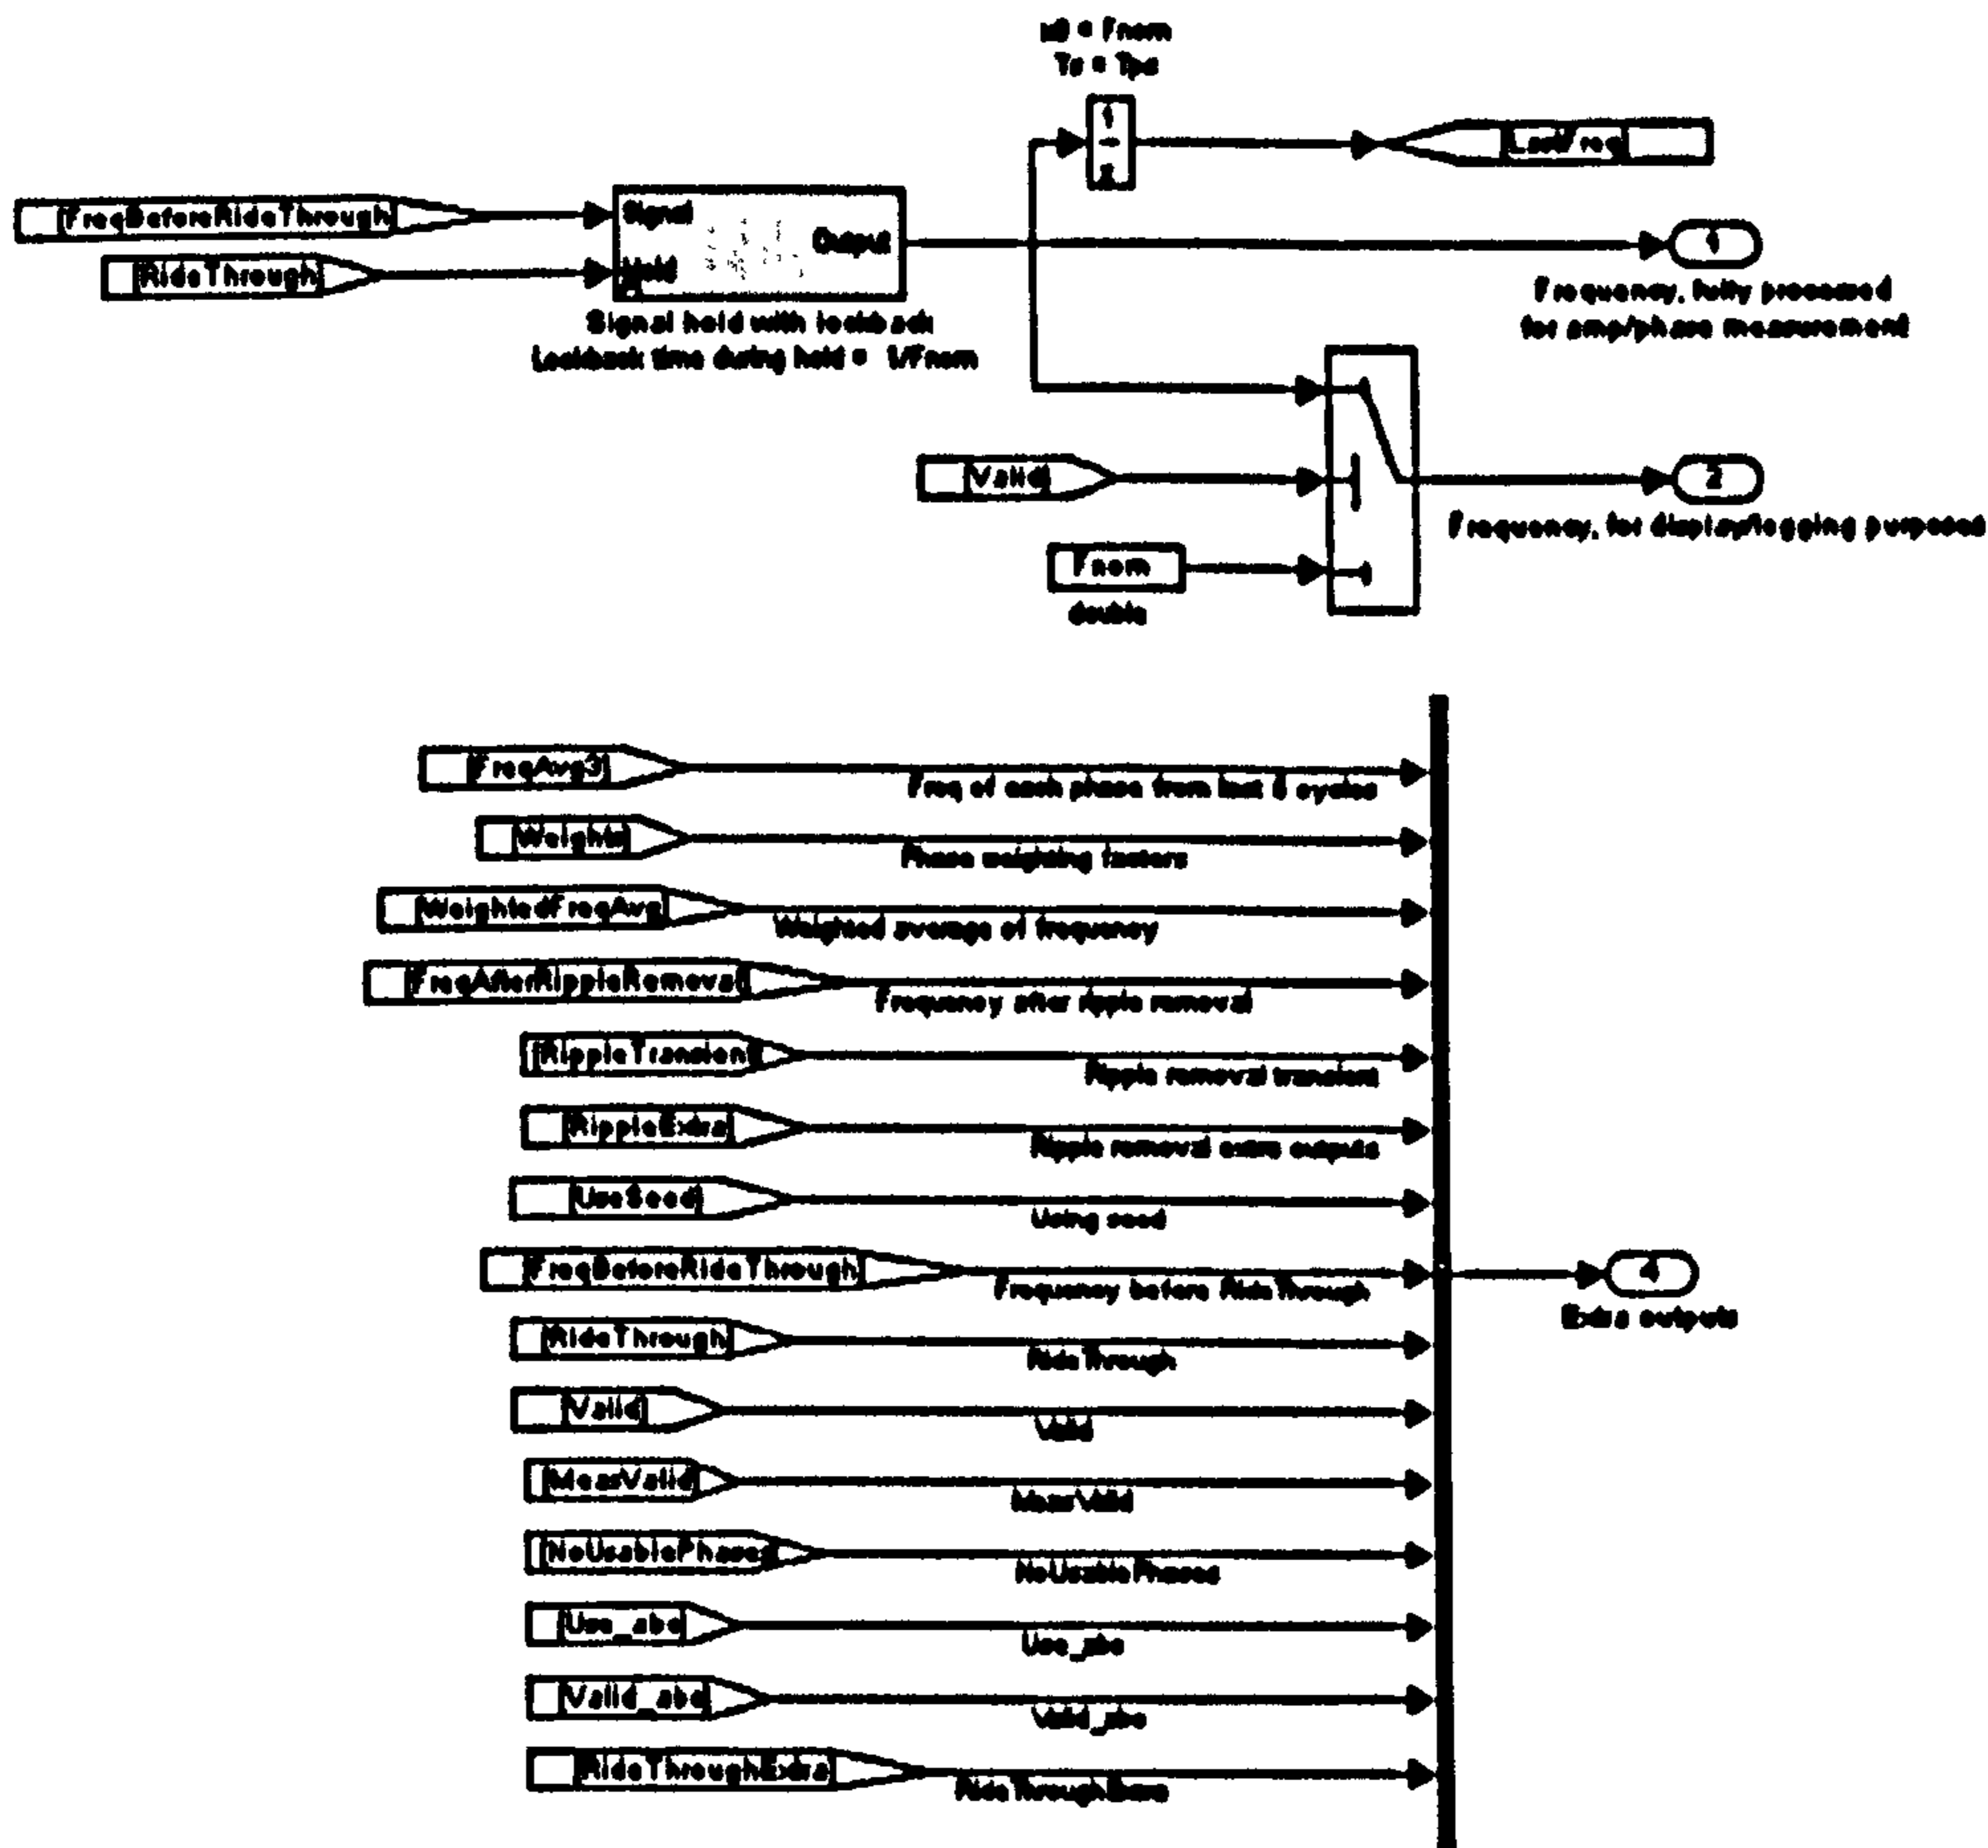 Ts = Tps
1
z
LastFreq
FreqBeforeRideThrough
RideThrough
Signal
Hold
Output
1
Signal hold with lookback
Lookback time during hold = 1/Fnom
Frequency, fully processed
for amp/phase measurement
Valid
2
Frequency, for display/logging purposes
Fnom
double
FreqAvg3
Freq of each phase from last cycles
Weights
Phase weighting factors
WeightedFreqAvg
Weighted average of frequency
FreqAfterRippleRemoval
Frequency after ripple removal
RippleTransient
Ripple removal transient
RippleExtra
Ripple removal extra outputs
UseSeed
Using seed
FreqBeforeRideThrough
Frequency before RideThrough
4
Extra outputs
RideThrough
RideThrough
Valid
Valid
MeasValid
MeasValid
NoUsablePhases
NoUsablePhases
Use_abc
Use_abc
Valid_abc
Valid_abc
RideThroughExtra
RideThroughExtra